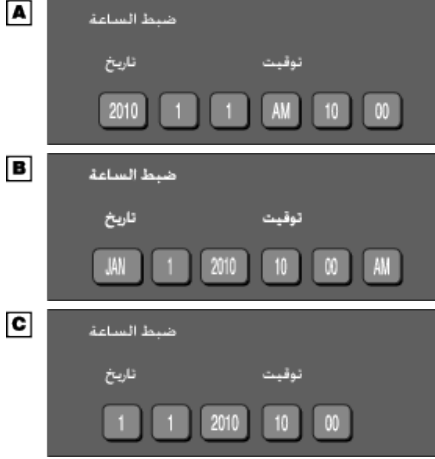 A
ضبط الساعة
تاريخ توقيت
2010 1 1 AM 10 00
B
ضبط الساعة
تاريخ توقيت
JAN 1 2010 10 00 AM
C
ضبط الساعة
تاريخ توقيت
1 1 2010 10 00